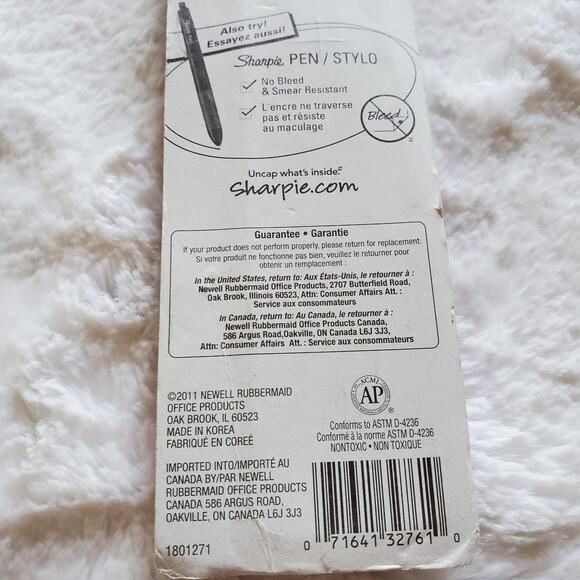 Also try!
Essayez aussi!
Sharpie PEN / STYLO
No Bleed
& Smear Resistant
L'encre ne traverse
pas et résiste
au maculage
Bleed
Uncap what's inside.™
Sharpie.com
Guarantee • Garantie
If your product does not perform properly, please return for replacement.
Si votre produit ne fonctionne pas bien, veuillez le retourner pour
obtenir un remplacement :
In the United States, return to: Aux États-Unis, le retourner à :
Newell Rubbermaid Office Products, 2707 Butterfield Road,
Oak Brook, Illinois 60523, Attn: Consumer Affairs Att. :
Service aux consommateurs
In Canada, return to: Au Canada, le retourner à :
Newell Rubbermaid Office Products Canada,
586 Argus Road,Oakville, ON Canada L6J 3J3,
Attn: Consumer Affairs Att. : Service aux consommateurs
©2011 NEWELL RUBBERMAID
OFFICE PRODUCTS
OAK BROOK, IL 60523
MADE IN KOREA
FABRIQUÉ EN CORÉE
IMPORTED INTO/IMPORTÉ AU
CANADA BY/PAR NEWELL
RUBBERMAID OFFICE PRODUCTS
CANADA 586 ARGUS ROAD,
OAKVILLE, ON CANADA L6J 3J3
1801271
ACMI
AP
®
Conforms to ASTM D-4236
Conformé à la norme ASTM D-4236
NONTOXIC • NON TOXIQUE
0 71641 32761 0